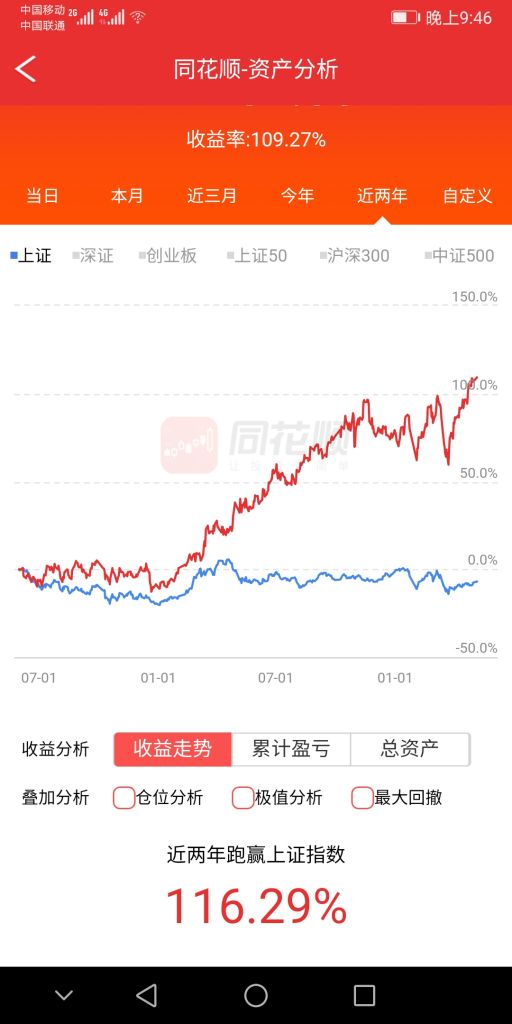 中国移动 2G 4G
中国联通
晚上9:46
同花顺-资产分析
收益率:109.27%
当日 本月 近三月 今年 近两年 自定义
上证 深证 创业板 上证50 沪深300 中证500
150.0%
100.0%
同花顺
50.0%
0.0%
-50.0%
07-01 01-01 07-01 01-01
收益分析 收益走势 累计盈亏 总资产
叠加分析 仓位分析 极值分析 最大回撤
近两年跑赢上证指数
116.29%